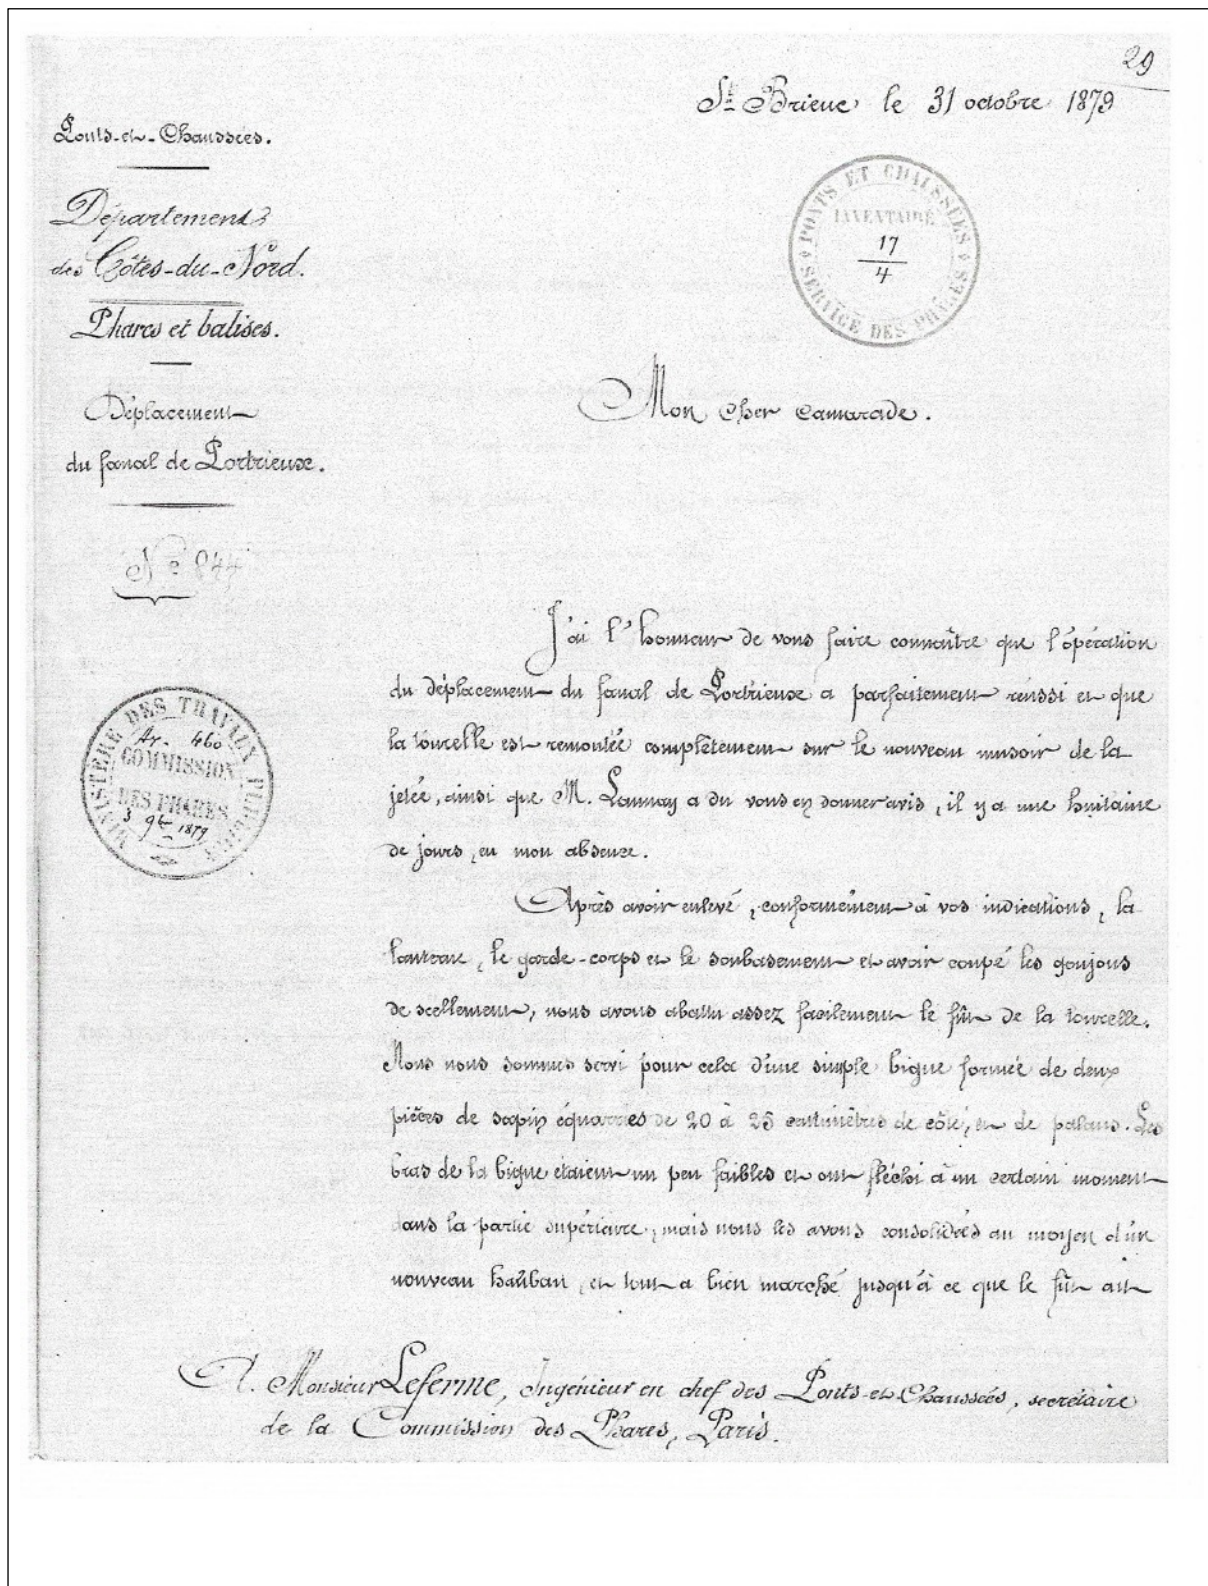 29
St Brieuc le 31 octobre 1879
Ponts-et-Chaussées.
Département
des Côtes-du-Nord.
Phares et balises.
Déplacement
du fanal de Portrieux.
N° 844
PONTS ET CHAUSSÉES
INVENTAIRE
17
4
SERVICE DES PHARES
Mon cher camarade.
MINISTÈRE DES TRAVAUX PUBLICS
Ar. 460
COMMISSION
DES PHARES
3 9bre 1879
J'ai l'honneur de vous faire connaître que l'opération
du déplacement du fanal de Portrieux a parfaitement réussi et que
la tourelle est remontée complètement sur le nouveau musoir de la
jetée, ainsi que M. Launay a du vous en donner avis, il y a une huitaine
de jours, en mon absence.
Après avoir enlevé, conformément à vos indications, la
lanterne, le garde-corps et le soubassement et avoir coupé les goujons
de scellement, nous avons abattu assez facilement le fût de la tourelle.
Nous nous sommes servi pour cela d'une simple bigue formée de deux
pièces de sapin équarries de 20 à 25 centimètres de côté, et de palans. Les
bras de la bigue étaient un peu faibles et ont fléchi à un certain moment
dans la partie supérieure, mais nous les avons consolidés au moyen d'un
nouveau hauban, et tout a bien marché jusqu'à ce que le fût ait
A. Monsieur Leferme, Ingénieur en chef des Ponts-et-Chaussées, secrétaire
de la Commission des Phares, Paris.